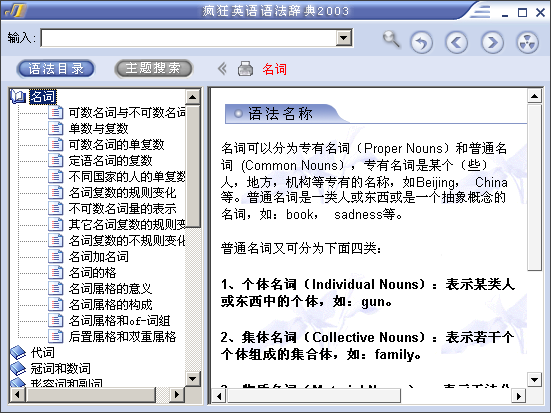 疯狂英语语法辞典2003
输入:
语法目录
主题搜索
名词
名词
可数名词与不可数名词
单数与复数
可数名词的单复数
定语名词的复数
不同国家的人的单复数
名词复数的规则变化
不可数名词量的表示
其它名词复数的规则变
名词复数的不规则变化
名词加名词
名词的格
名词属格的意义
名词属格的构成
名词属格和of-词组
后置属格和双重属格
代词
冠词和数词
形容词和副词
语法名称
名词可以分为专有名词（Proper Nouns）和普通名
词 (Common Nouns），专有名词是某个（些）
人，地方，机构等专有的名称，如Beijing， China
等。普通名词是一类人或东西或是一个抽象概念的
名词，如：book， sadness等。
普通名词又可分为下面四类：
1、个体名词（Individual Nouns）：表示某类人
或东西中的个体，如：gun。
2、集体名词（Collective Nouns）：表示若干个
个体组成的集合体，如：family。
3、物质名词（Material Nouns）：表示无法分